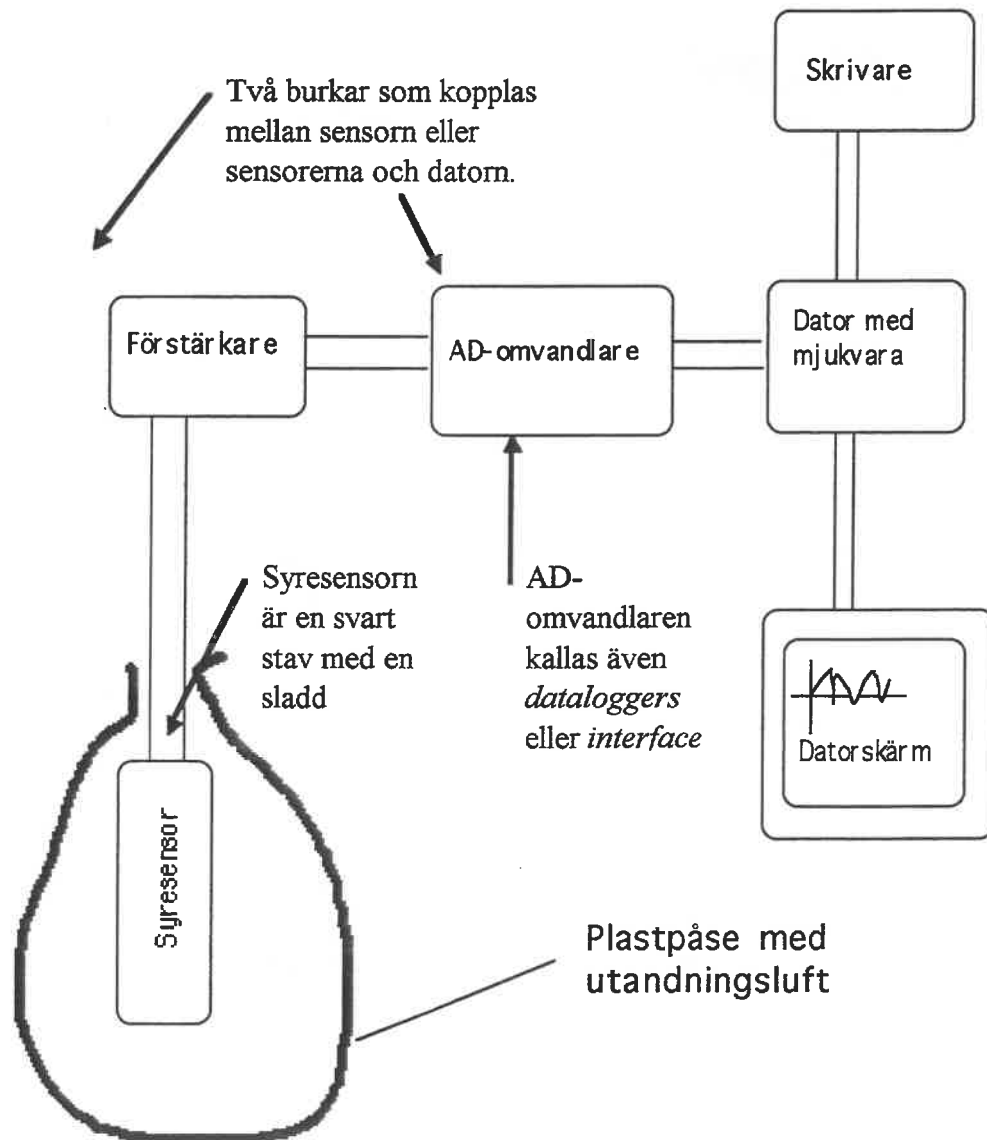 Skrivare
Två burkar som kopplas
mellan sensorn eller
sensorerna och datorn.
Förstärkare
AD-omvandlare
Dator med
mjukvara
Syresensorn
är en svart
stav med en
sladd
AD-
omvandlaren
kallas även
dataloggers
eller interface
Datorskärm
Syresensor
Plastpåse med
utandningsluft